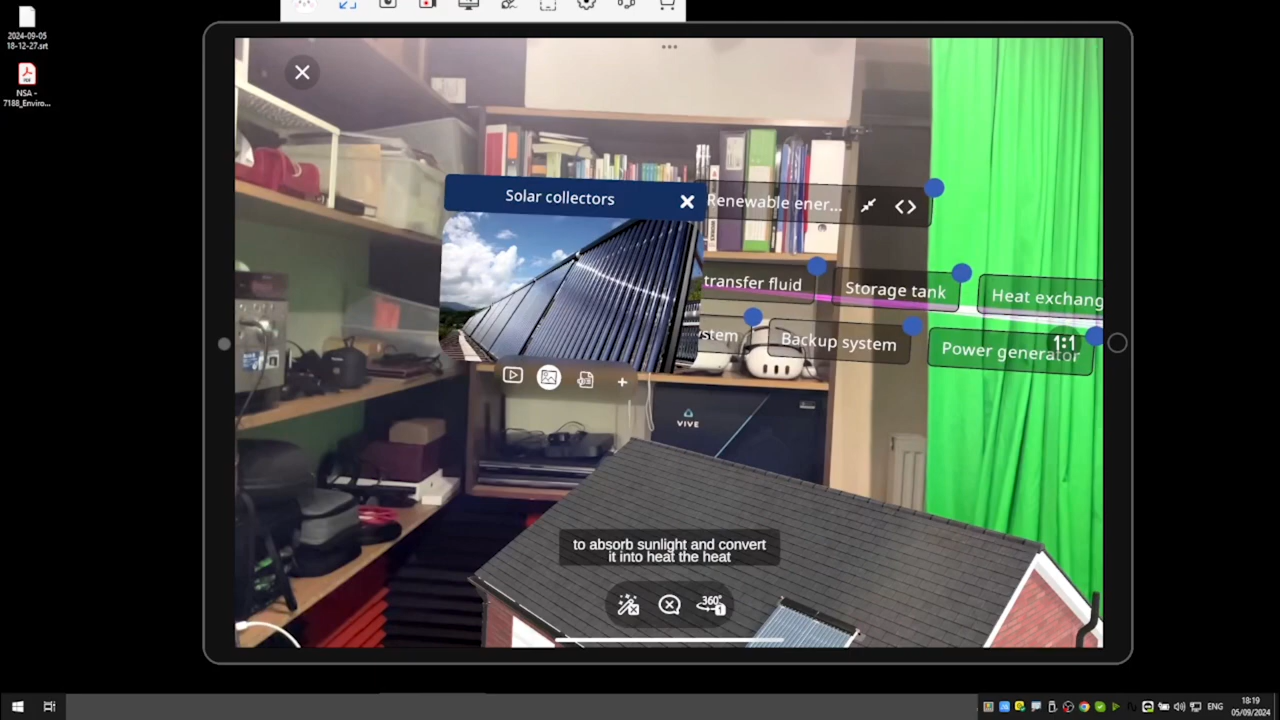 2024-09-05
18-12-27.srt
NSA -
7188_Enviro...
Solar collectors
Renewable ener...
transfer fluid
Storage tank
Heat exchang
stem
Backup system
Power generator
1:1
VIVE
to absorb sunlight and convert
it into heat the heat
360°
1
18:19
ENG
05/09/2024